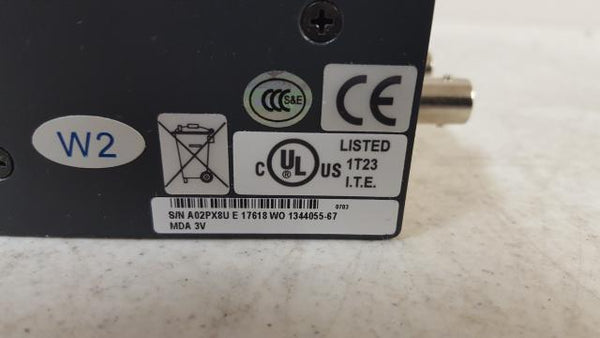 W2
CCC S&E
CE
C UL ® US
LISTED
1T23
I.T.E.
0703
S/N A02PX8U E 17618 WO 1344055-67
MDA 3V